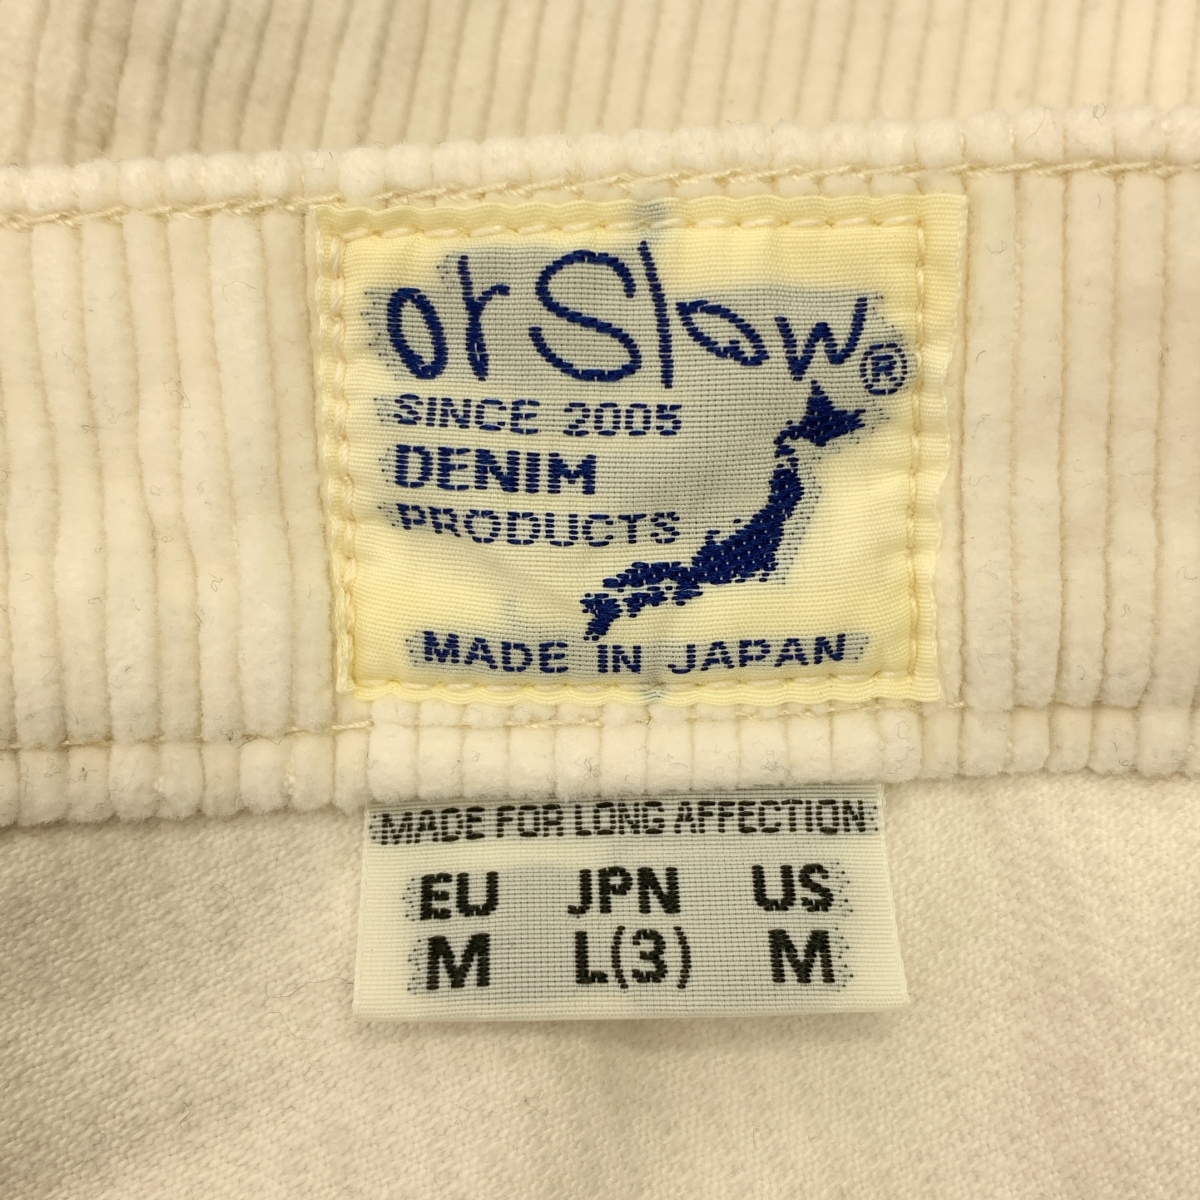 orSlow®
SINCE 2005
DENIM
PRODUCTS
MADE IN JAPAN
MADE FOR LONG AFFECTION
EU JPN US
M L(3) M